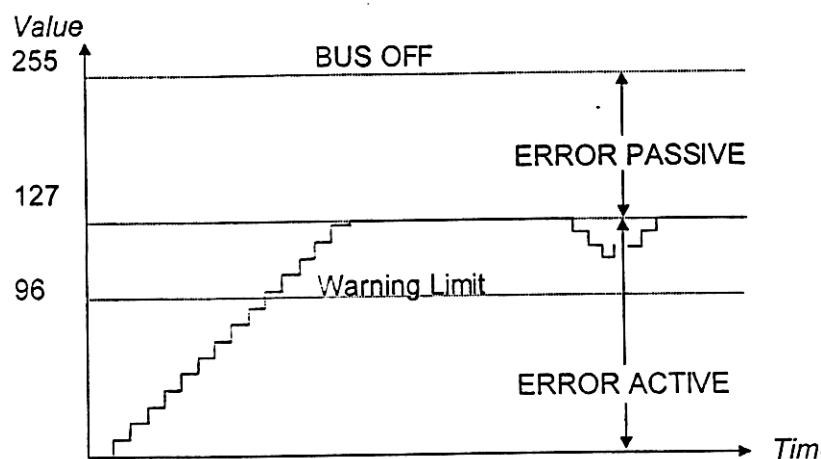 Value
255
BUS OFF
ERROR PASSIVE
127
96
Warning Limit
ERROR ACTIVE
Tim